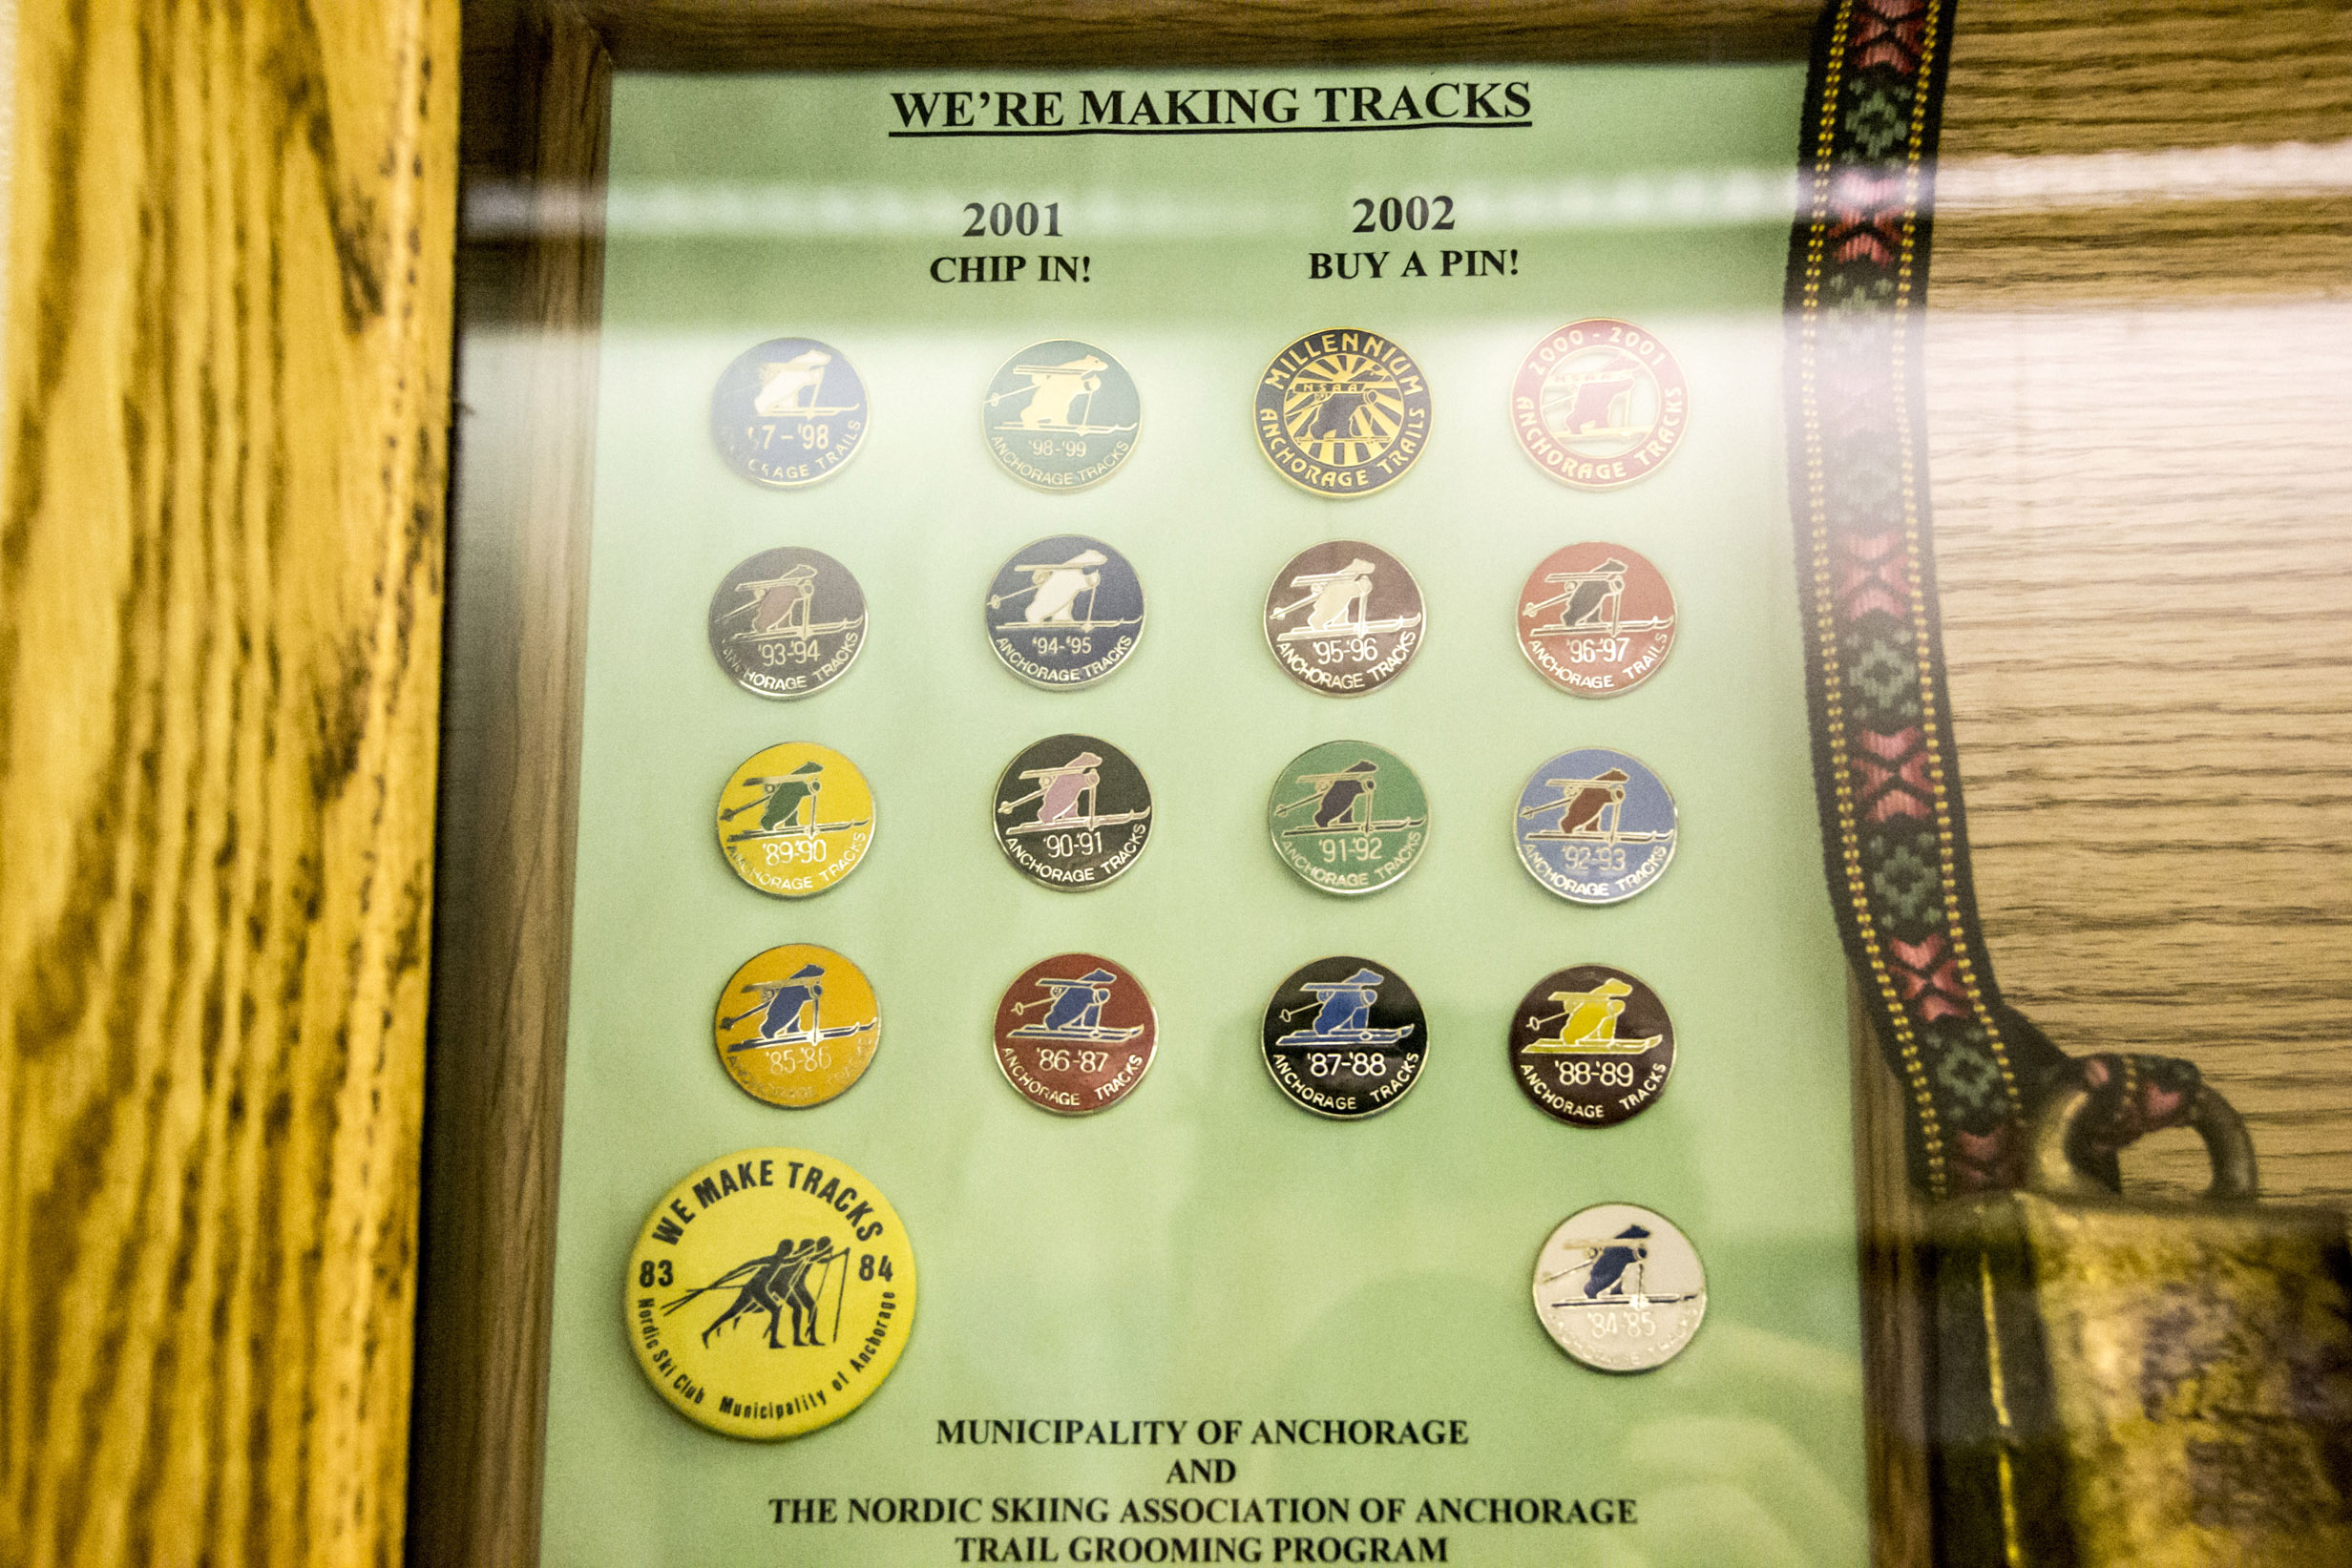 WE'RE MAKING TRACKS
2001
2002
CHIP IN!
BUY A PIN!
7-'98
AGE TRAILS
'98-'99
ANCHORAGE TRACKS
MILLENNIUM
NSAA
ANCHORAGE TRAILS
2000 - 2001
NSAA
ANCHORAGE TRACKS
'93-'94
ANCHORAGE TRACKS
'94-'95
ANCHORAGE TRACKS
'95-'96
ANCHORAGE TRACKS
'96-'97
ANCHORAGE TRAILS
'89-'90
ANCHORAGE TRACKS
'90-'91
ANCHORAGE TRACKS
'91-'92
ANCHORAGE TRACKS
'92-'93
ANCHORAGE TRACKS
'85-'86
'86-'87
ANCHORAGE TRACKS
'87-'88
ANCHORAGE TRACKS
'88-'89
ANCHORAGE TRACKS
WE MAKE TRACKS
83
84
Nordic Ski Club Municipality of Anchorage
'84-'85
MUNICIPALITY OF ANCHORAGE
AND
THE NORDIC SKIING ASSOCIATION OF ANCHORAGE
TRAIL GROOMING PROGRAM